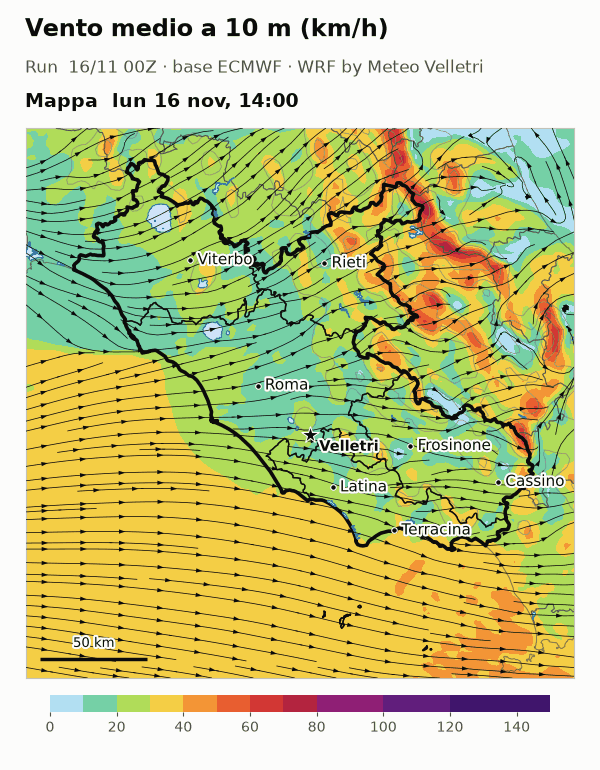 Vento medio a 10 m (km/h)
Run  16/11 00Z · base ECMWF · WRF by Meteo Velletri
Mappa  lun 16 nov, 14:00
Viterbo
Rieti
Roma
Velletri
Frosinone
Latina
Cassino
Terracina
50 km
0 20 40 60 80 100 120 140